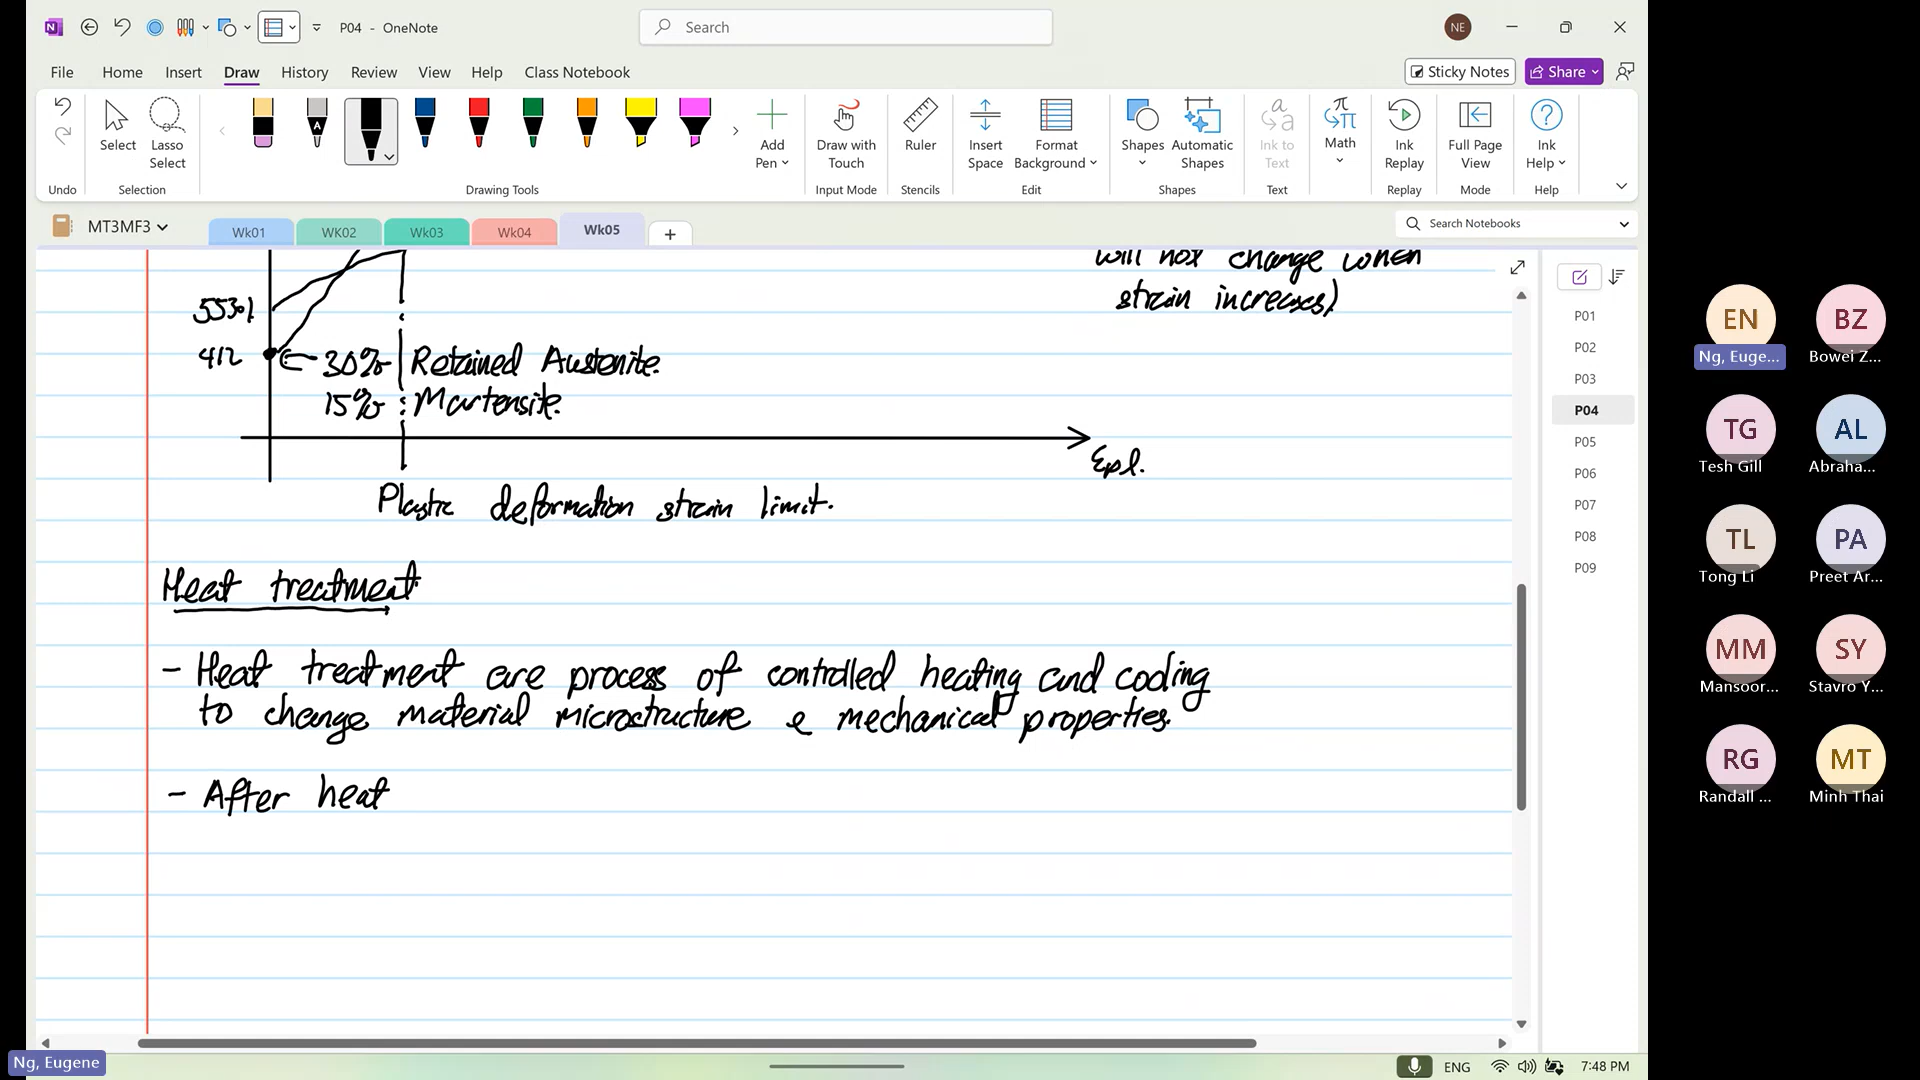 P04 - OneNote
Search
NE
File Home Insert Draw History Review View Help Class Notebook
Sticky Notes Share
Select
Lasso Select
A
Add Pen
Draw with Touch
Ruler
Insert Space
Format Background
Shapes
Automatic Shapes
Ink to Text
Math
Ink Replay
Full Page View
Ink Help
Undo Selection Drawing Tools Input Mode Stencils Edit Shapes Text Replay Mode Help
MT3MF3 Wk01 WK02 Wk03 Wk04 Wk05 + Search Notebooks
will not change when
strain increases)
412 30% Retained Austenite.
15% Martensite.
Epl.
Plastic deformation strain limit.
Heat treatment
- Heat treatment are process of controlled heating and cooling
to change material microstructure & mechanical properties.
- After heat
P01
P02
P03
P04
P05
P06
P07
P08
P09
EN BZ
Ng, Euge... Bowei Z...
TG AL
Tesh Gill Abraha...
TL PA
Tong Li Preet Ar...
MM SY
Mansoor... Stavro Y...
RG MT
Randall ... Minh Thai
Ng, Eugene
ENG 7:48 PM